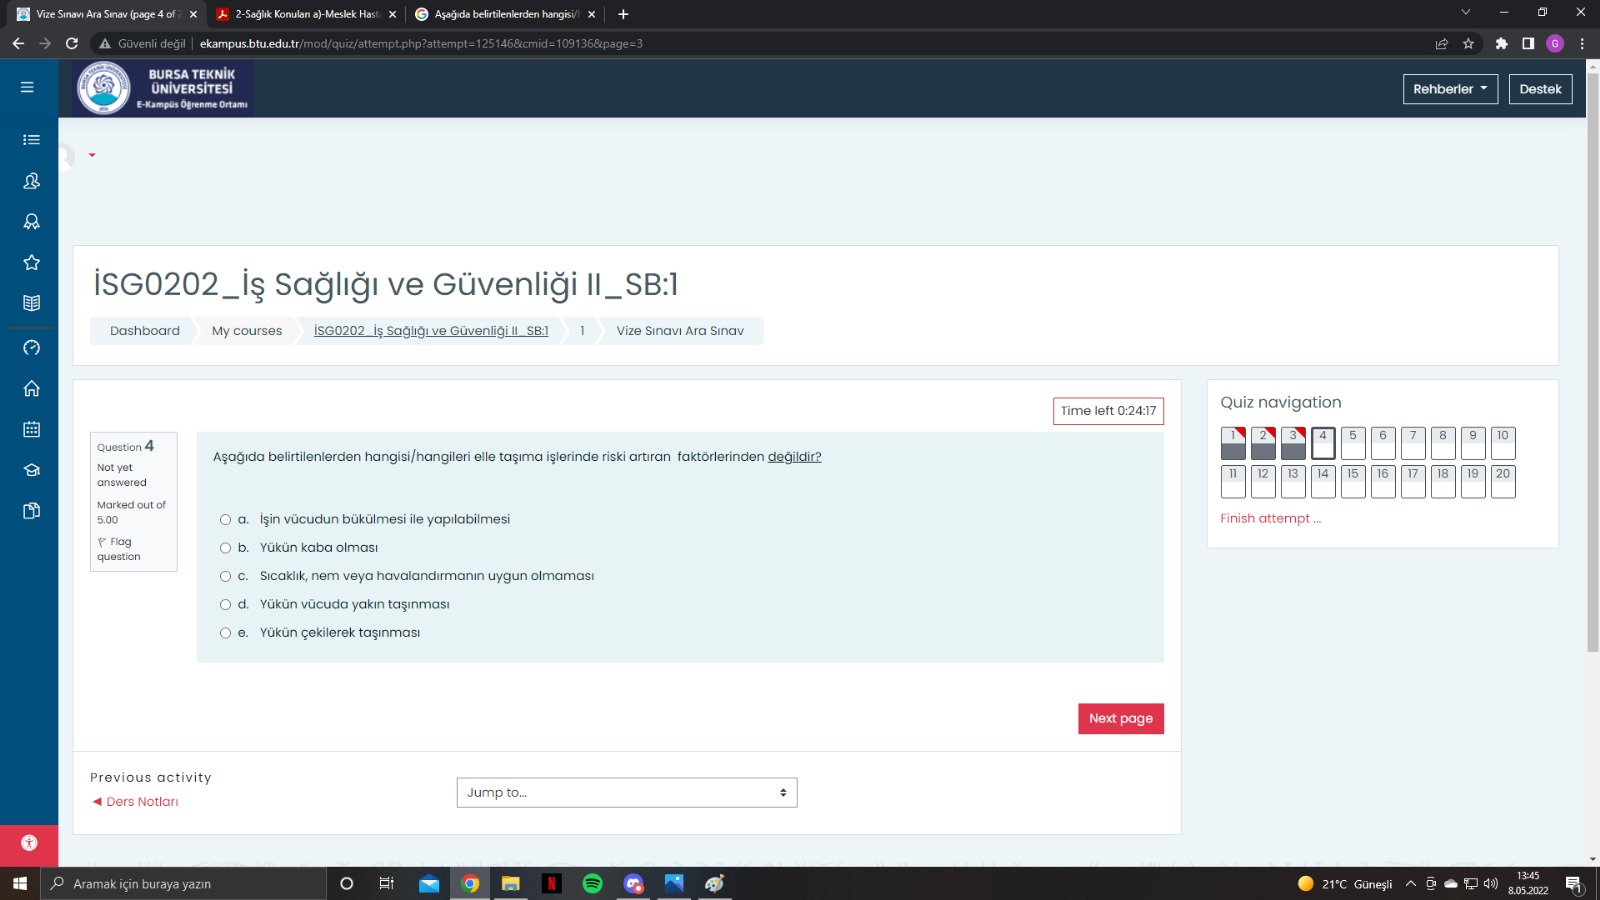 Vize Sınavı Ara Sınav (page 4 of 2
2-Sağlık Konuları a)-Meslek Hast
Aşağıda belirtilenlerden hangisi/
Güvenli değil
ekampus.btu.edu.tr/mod/quiz/attempt.php?attempt=125146&cmid=109136&page=3
G
BURSA TEKNİK
ÜNİVERSİTESİ
E-Kampüs Öğrenme Ortamı
Rehberler
Destek
İSG0202_İş Sağlığı ve Güvenliği II_SB:1
Dashboard
My courses
İSG0202_İş Sağlığı ve Güvenliği II_SB:1
1
Vize Sınavı Ara Sınav
Time left 0:24:17
Question 4
Not yet
answered
Marked out of
5.00
Flag
question
Aşağıda belirtilenlerden hangisi/hangileri elle taşıma işlerinde riski artıran faktörlerinden değildir?
a. İşin vücudun bükülmesi ile yapılabilmesi
b. Yükün kaba olması
c. Sıcaklık, nem veya havalandırmanın uygun olmaması
d. Yükün vücuda yakın taşınması
e. Yükün çekilerek taşınması
Next page
Quiz navigation
1 2 3 4 5 6 7 8 9 10
11 12 13 14 15 16 17 18 19 20
Finish attempt ...
Previous activity
◄ Ders Notları
Jump to...
Aramak için buraya yazın
N
21°C Güneşli
13:45
8.05.2022
1